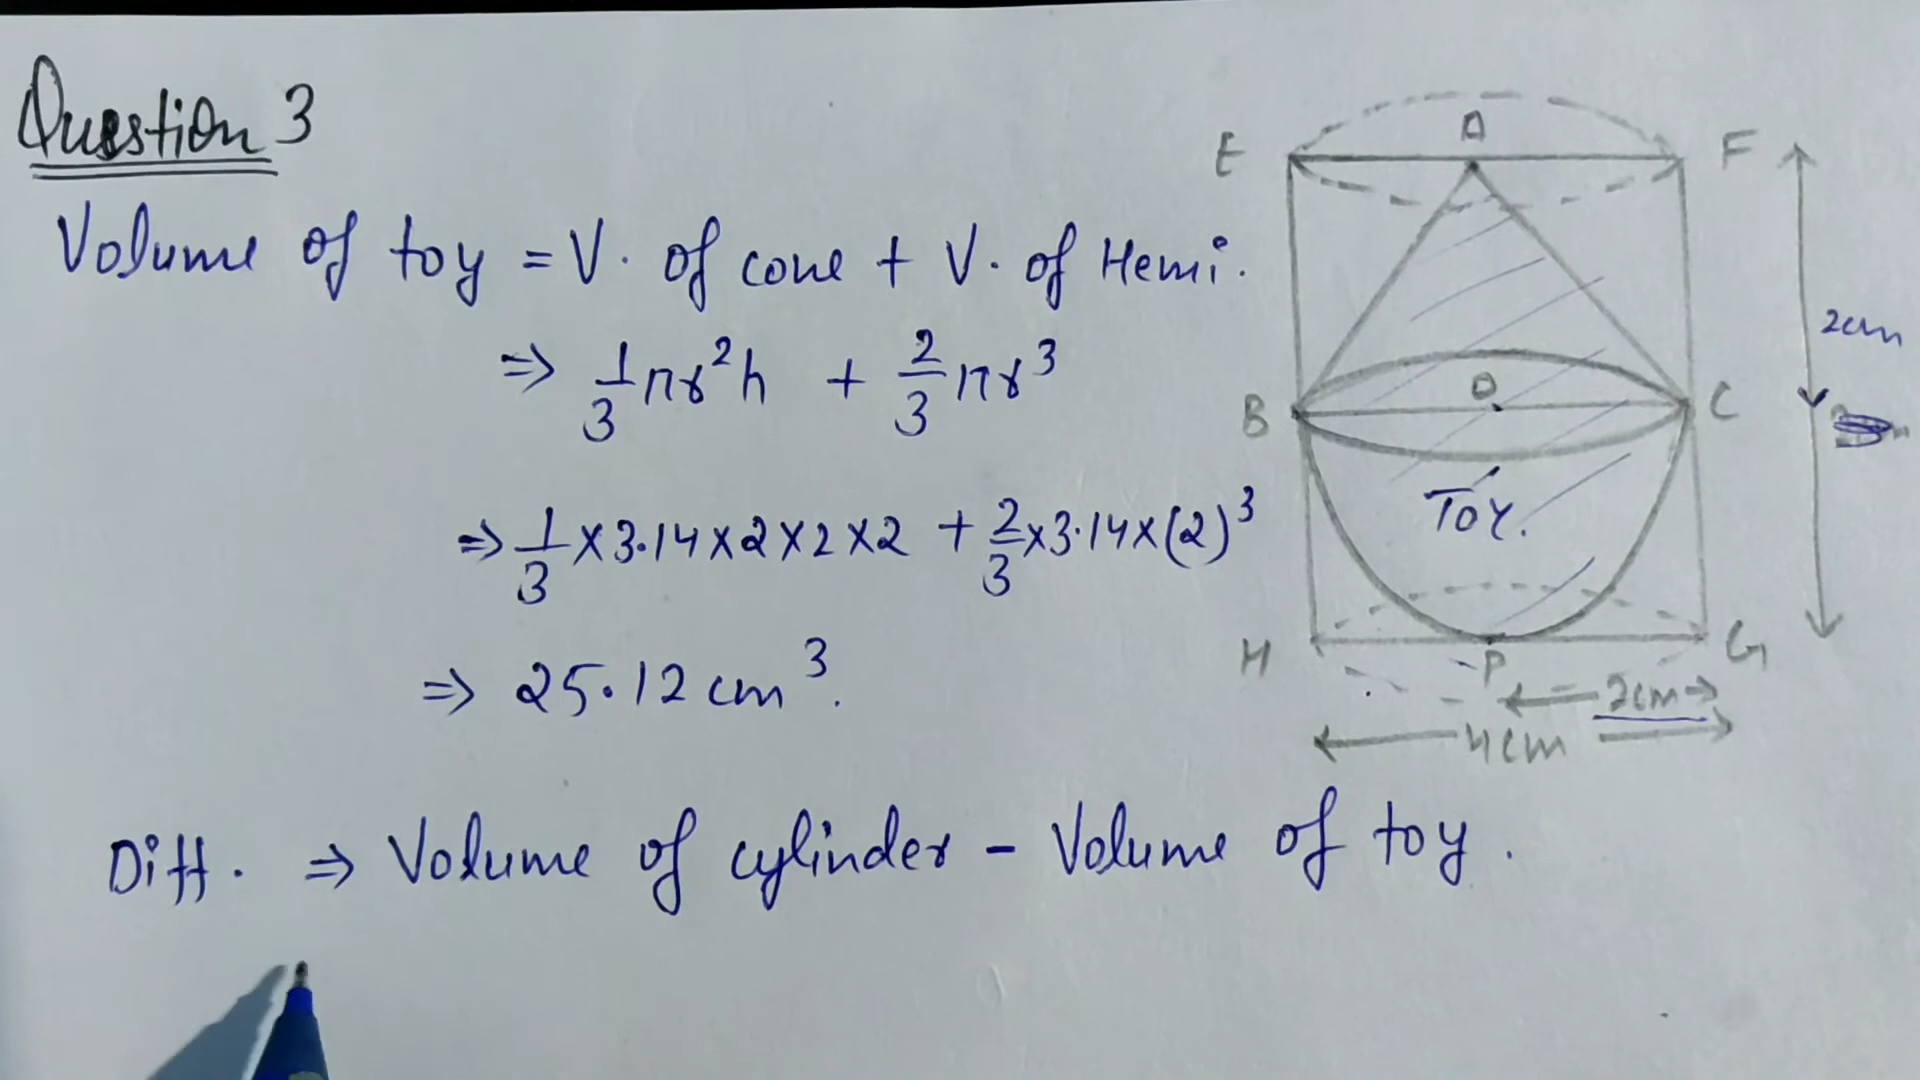 Question 3
Volume of toy = V. of cone + V. of Hemi.
⇒ 1/3 πr²h + 2/3 πr³
⇒ 1/3 × 3.14 × 2 × 2 × 2 + 2/3 × 3.14 × (2)³
⇒ 25.12 cm³.
Diff. ⇒ Volume of cylinder - Volume of toy.
E A F
2cm
B O C
TOY.
H P G
2cm
4cm